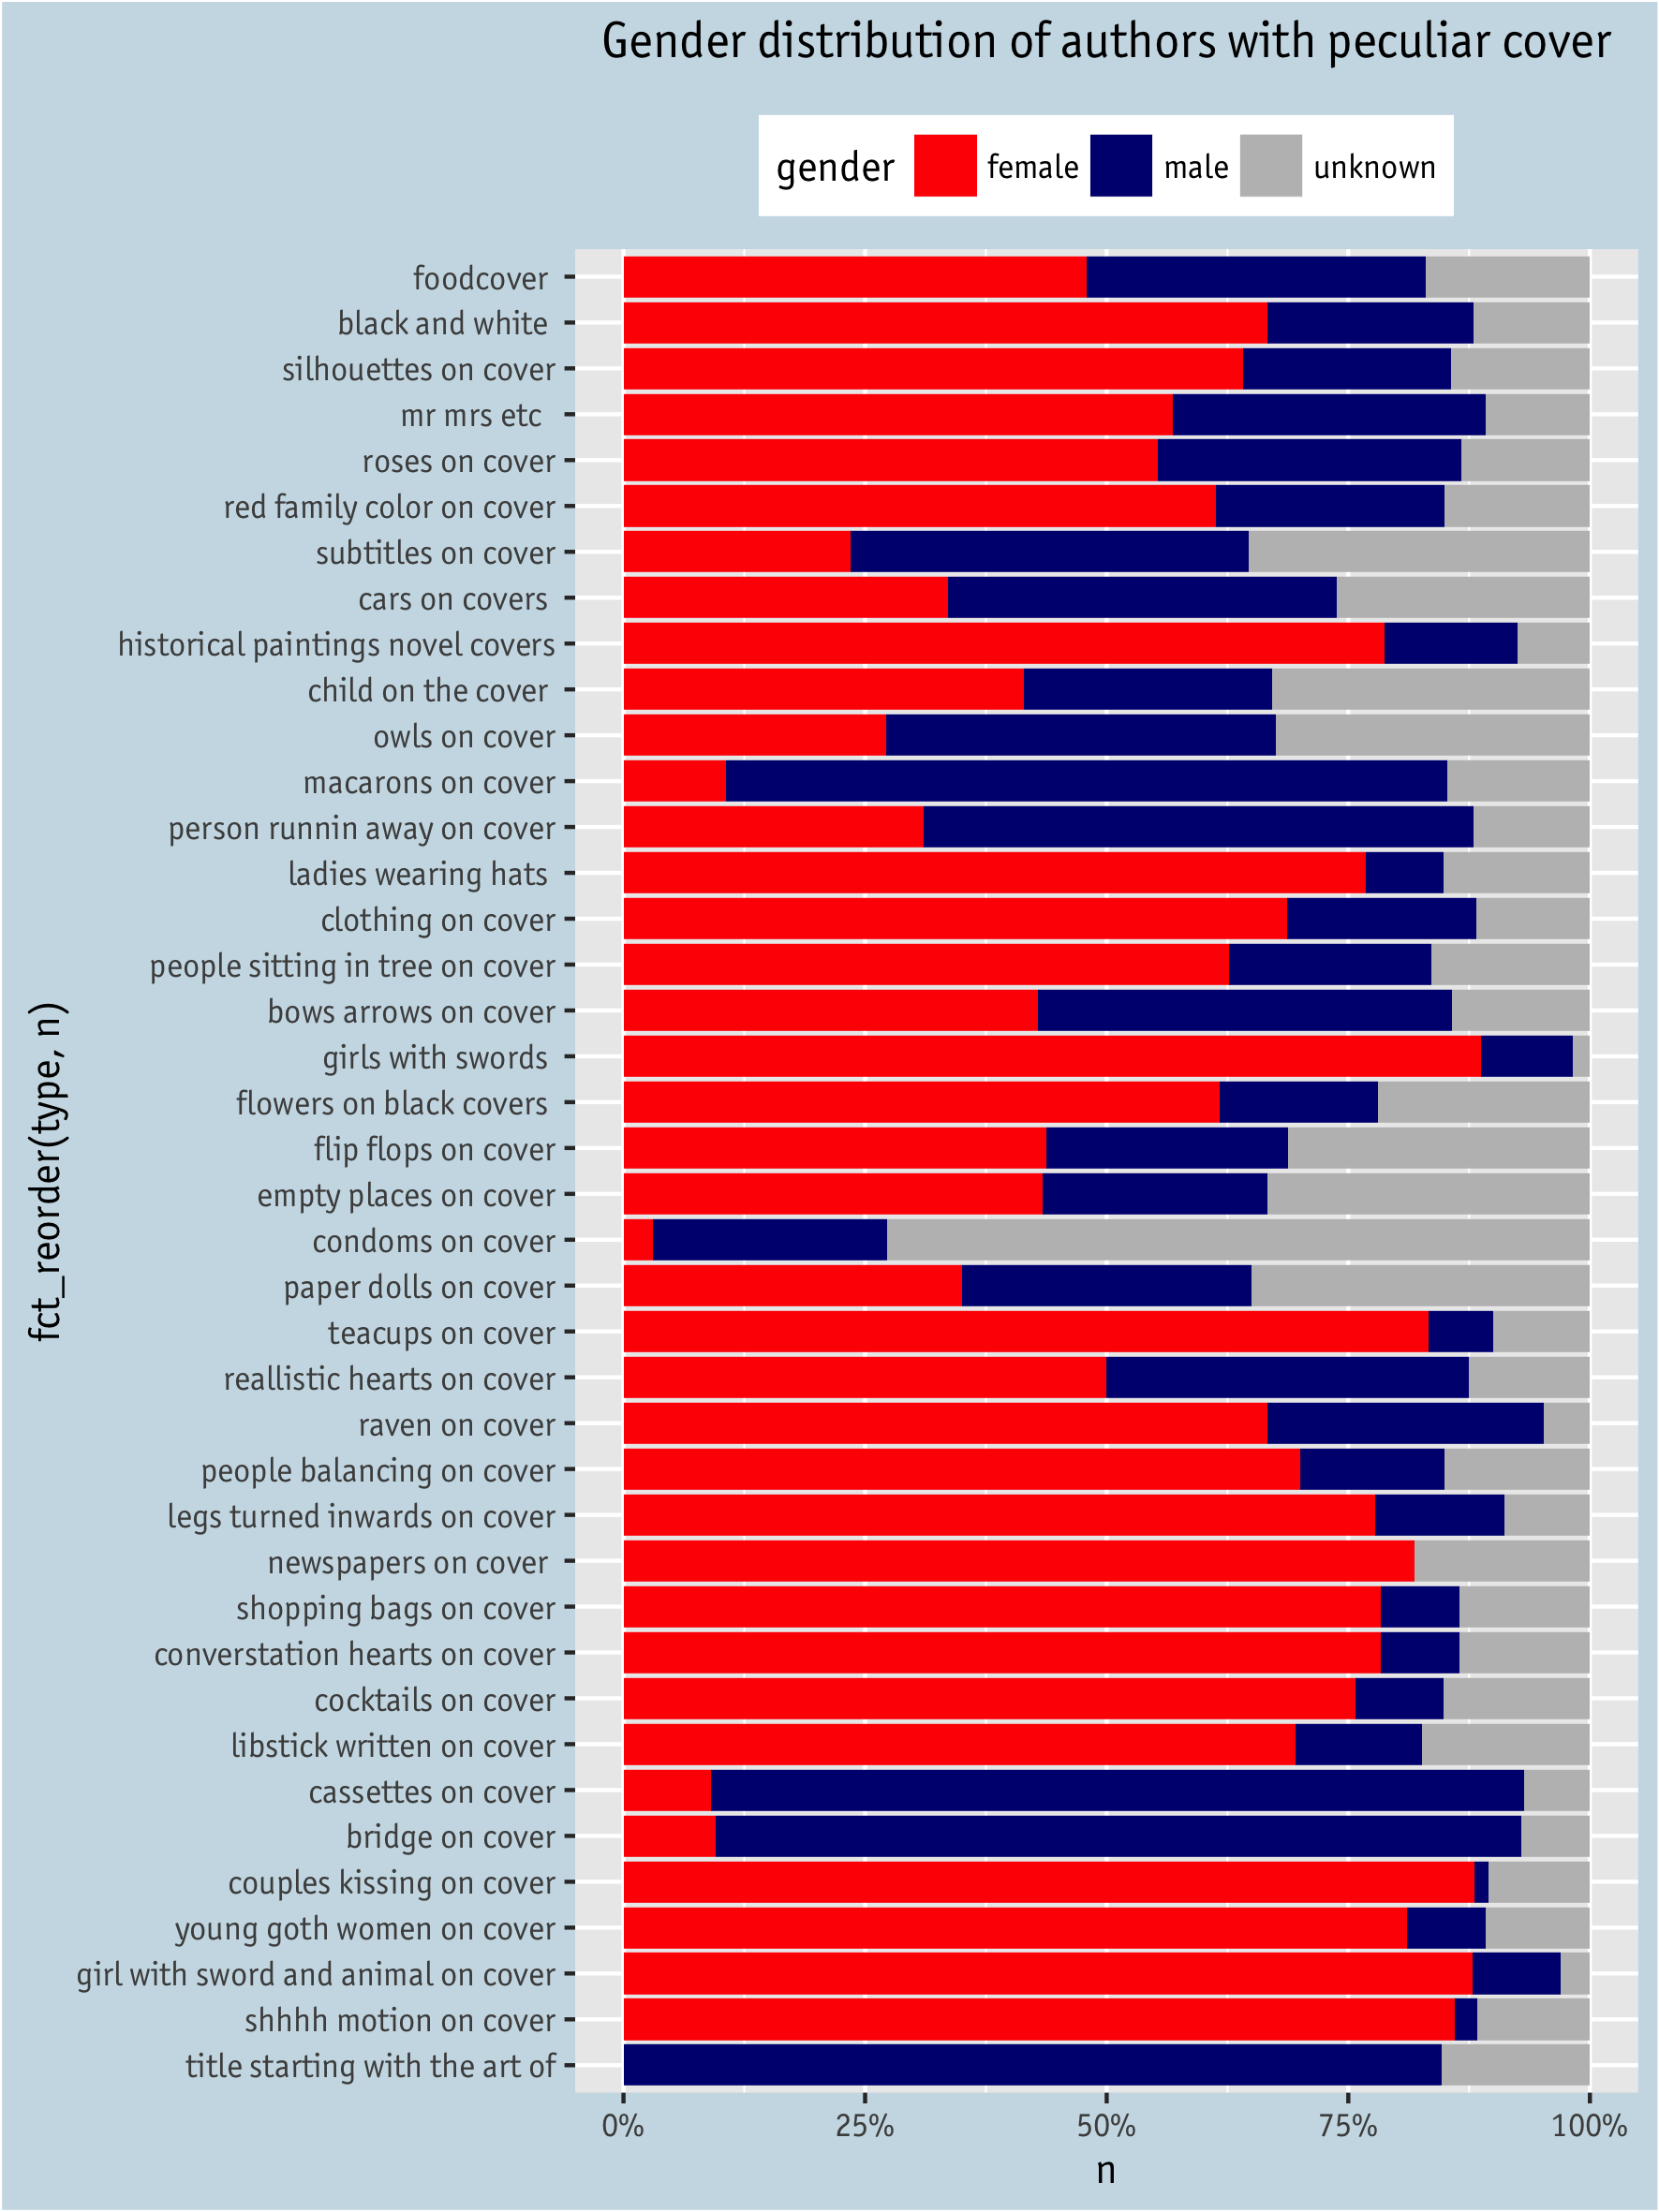 Gender distribution of authors with peculiar cover
gender female male unknown
foodcover
black and white
silhouettes on cover
mr mrs etc
roses on cover
red family color on cover
subtitles on cover
cars on covers
historical paintings novel covers
child on the cover
owls on cover
macarons on cover
person runnin away on cover
ladies wearing hats
clothing on cover
people sitting in tree on cover
bows arrows on cover
girls with swords
flowers on black covers
flip flops on cover
empty places on cover
condoms on cover
paper dolls on cover
teacups on cover
reallistic hearts on cover
raven on cover
people balancing on cover
legs turned inwards on cover
newspapers on cover
shopping bags on cover
converstation hearts on cover
cocktails on cover
libstick written on cover
cassettes on cover
bridge on cover
couples kissing on cover
young goth women on cover
girl with sword and animal on cover
shhhh motion on cover
title starting with the art of
fct_reorder(type, n)
0% 25% 50% 75% 100%
n